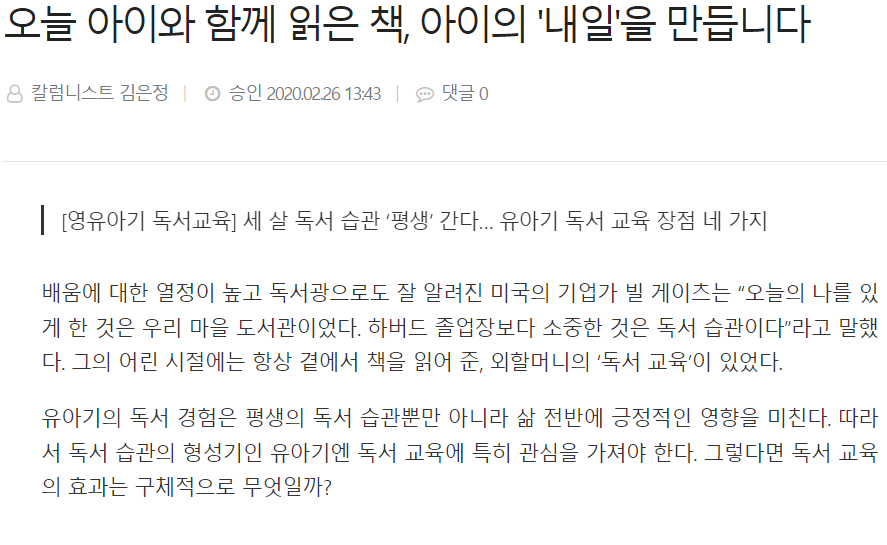 오늘 아이와 함께 읽은 책, 아이의 '내일'을 만듭니다
칼럼니스트 김은정 | 승인 2020.02.26 13:43 | 댓글 0
[영유아기 독서교육] 세 살 독서 습관 ‘평생’ 간다... 유아기 독서 교육 장점 네 가지
배움에 대한 열정이 높고 독서광으로도 잘 알려진 미국의 기업가 빌 게이츠는 “오늘의 나를 있
게 한 것은 우리 마을 도서관이었다. 하버드 졸업장보다 소중한 것은 독서 습관이다”라고 말했
다. 그의 어린 시절에는 항상 곁에서 책을 읽어 준, 외할머니의 ‘독서 교육’이 있었다.
유아기의 독서 경험은 평생의 독서 습관뿐만 아니라 삶 전반에 긍정적인 영향을 미친다. 따라
서 독서 습관의 형성기인 유아기엔 독서 교육에 특히 관심을 가져야 한다. 그렇다면 독서 교육
의 효과는 구체적으로 무엇일까?